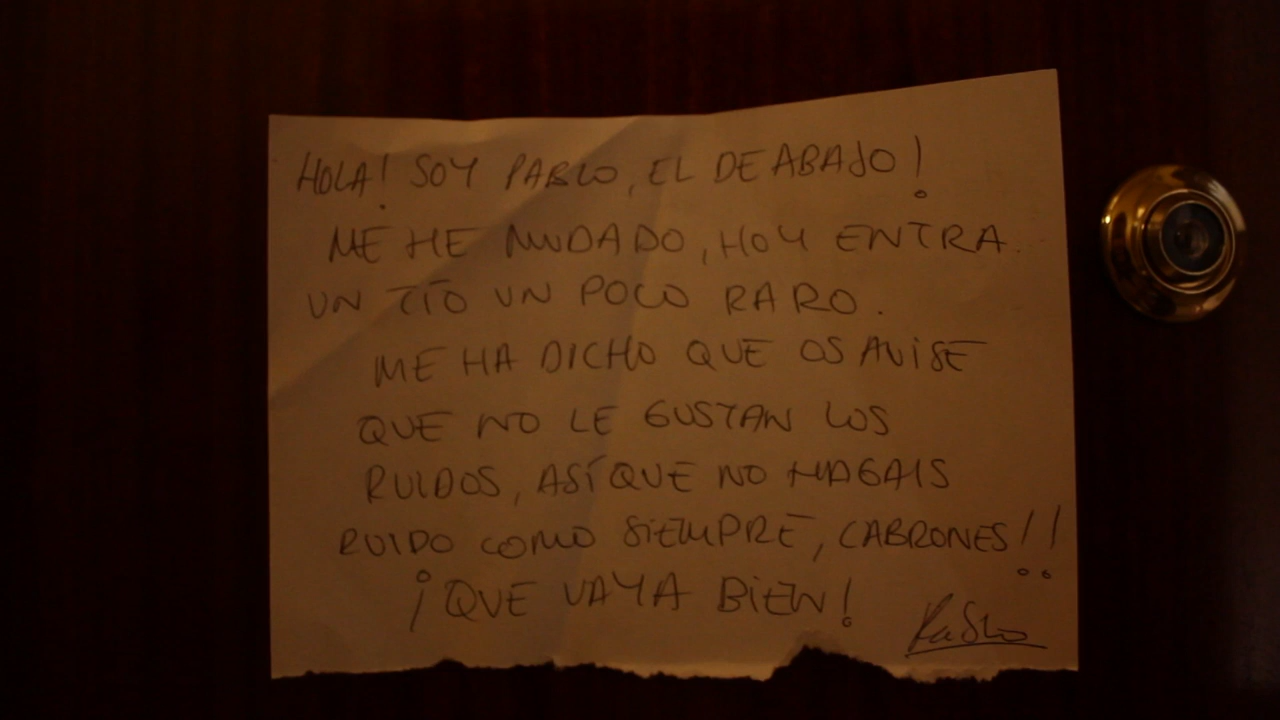 HOLA! SOY PABLO, EL DE ABAJO!
ME HE MUDADO, HOY ENTRA
UN TÍO UN POCO RARO.
ME HA DICHO QUE OS AVISE
QUE NO LE GUSTAN LOS
RUIDOS, ASÍ QUE NO HAGAIS
RUIDO COMO SIEMPRE, CABRONES!!
¡QUE VAYA BIEN!
Pablo